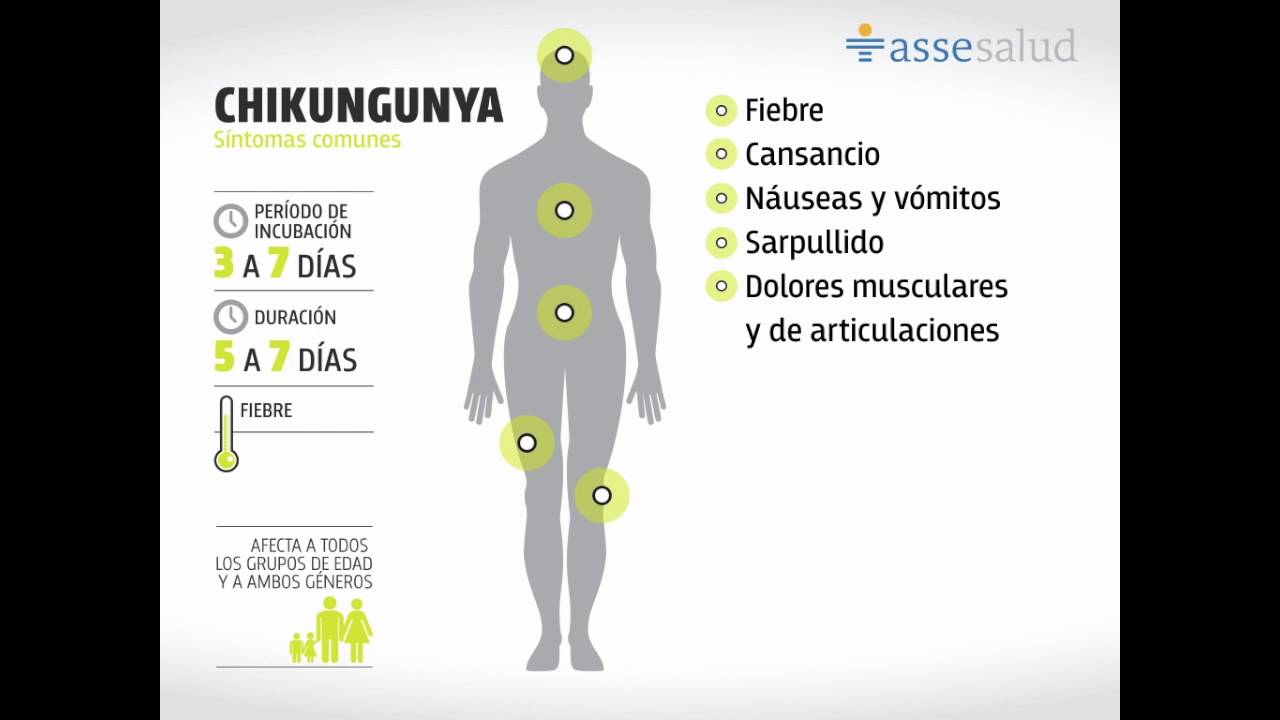 assesalud
CHIKUNGUNYA
Síntomas comunes
PERÍODO DE
INCUBACIÓN
3 A 7 DÍAS
DURACIÓN
5 A 7 DÍAS
FIEBRE
AFECTA A TODOS
LOS GRUPOS DE EDAD
Y A AMBOS GÉNEROS
Fiebre
Cansancio
Náuseas y vómitos
Sarpullido
Dolores musculares
y de articulaciones